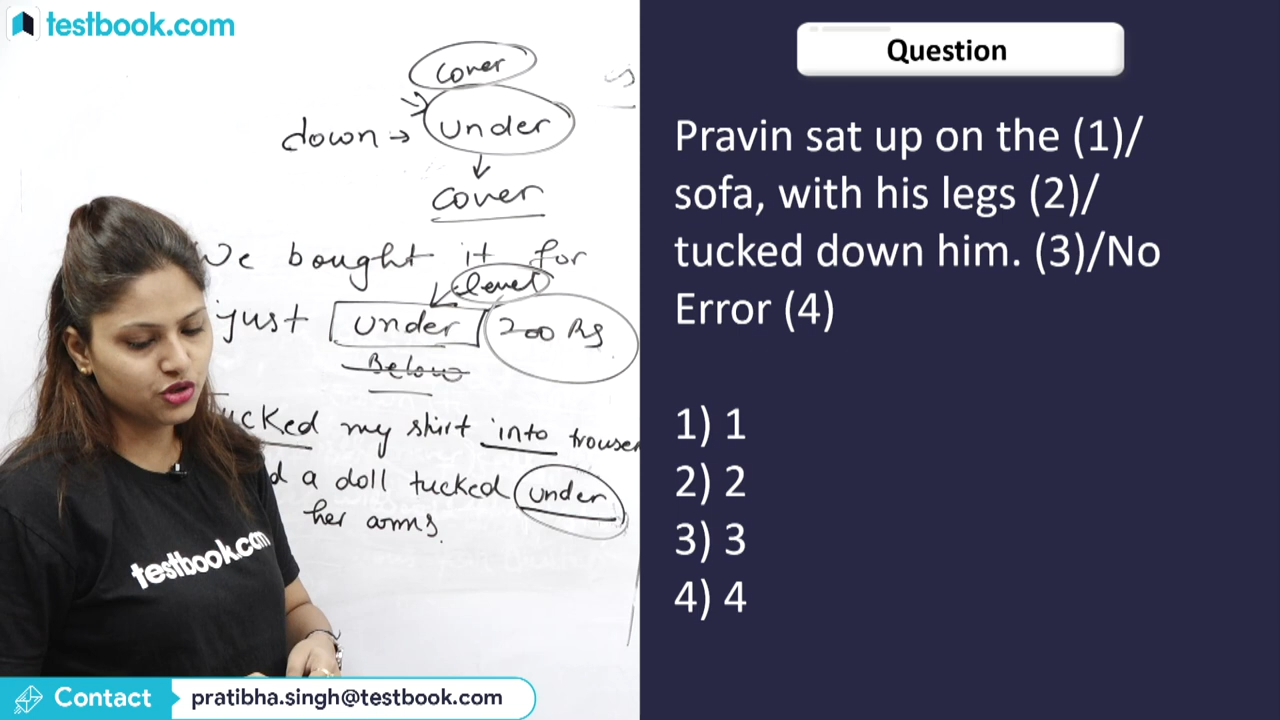 testbook.com
cover
down → under
cover
We bought it for
level
just under 200 Rs
Below
tucked my shirt into trouser
a doll tucked under
her arms.
testbook.com
Contact pratibha.singh@testbook.com
Question
Pravin sat up on the (1)/
sofa, with his legs (2)/
tucked down him. (3)/No
Error (4)
1) 1
2) 2
3) 3
4) 4